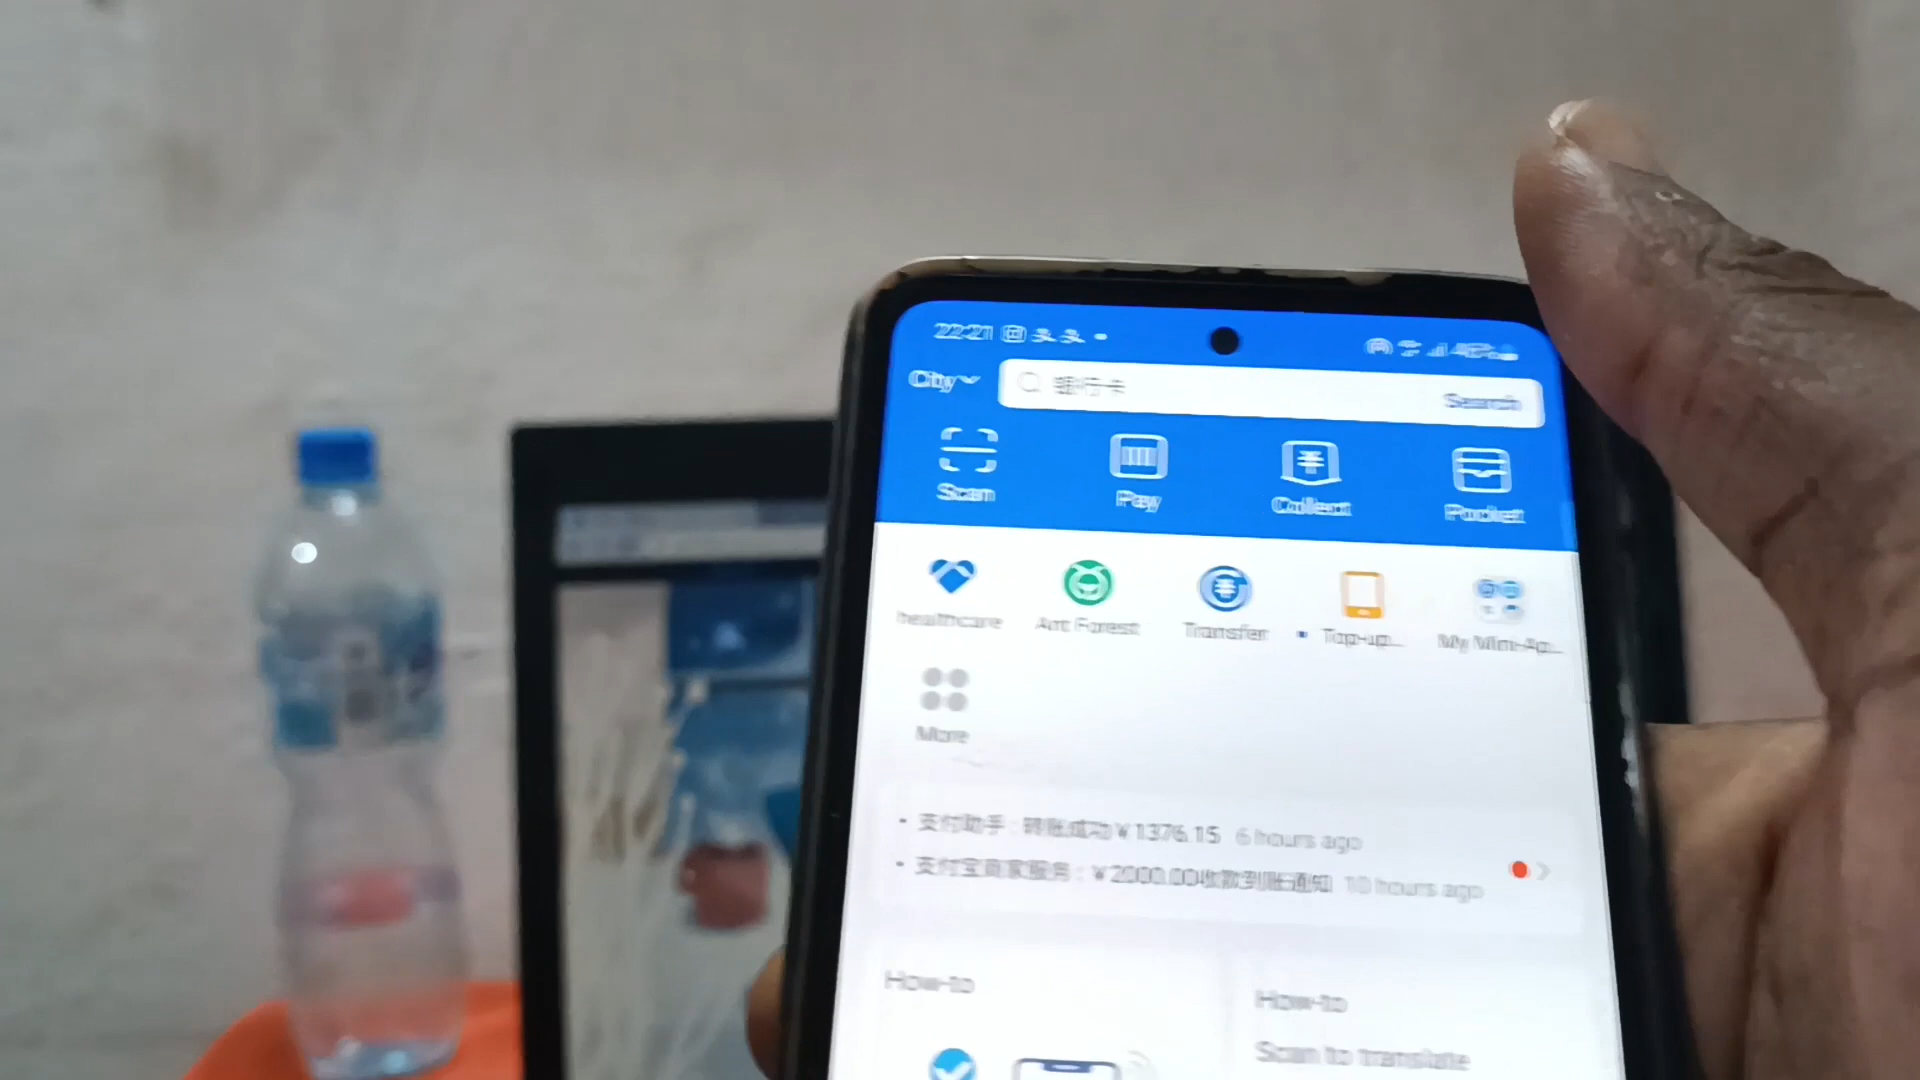 22:21
City
银行卡
Search
Scan
Pay
Collect
Pocket
healthcare
Ant Forest
Transfer
Top-up...
My Mini-Ap...
More
支付助手：转账成功￥1376.15 6 hours ago
支付宝商家服务：￥2000.00收款到账通知 10 hours ago
How-to
How-to
Scan to translate